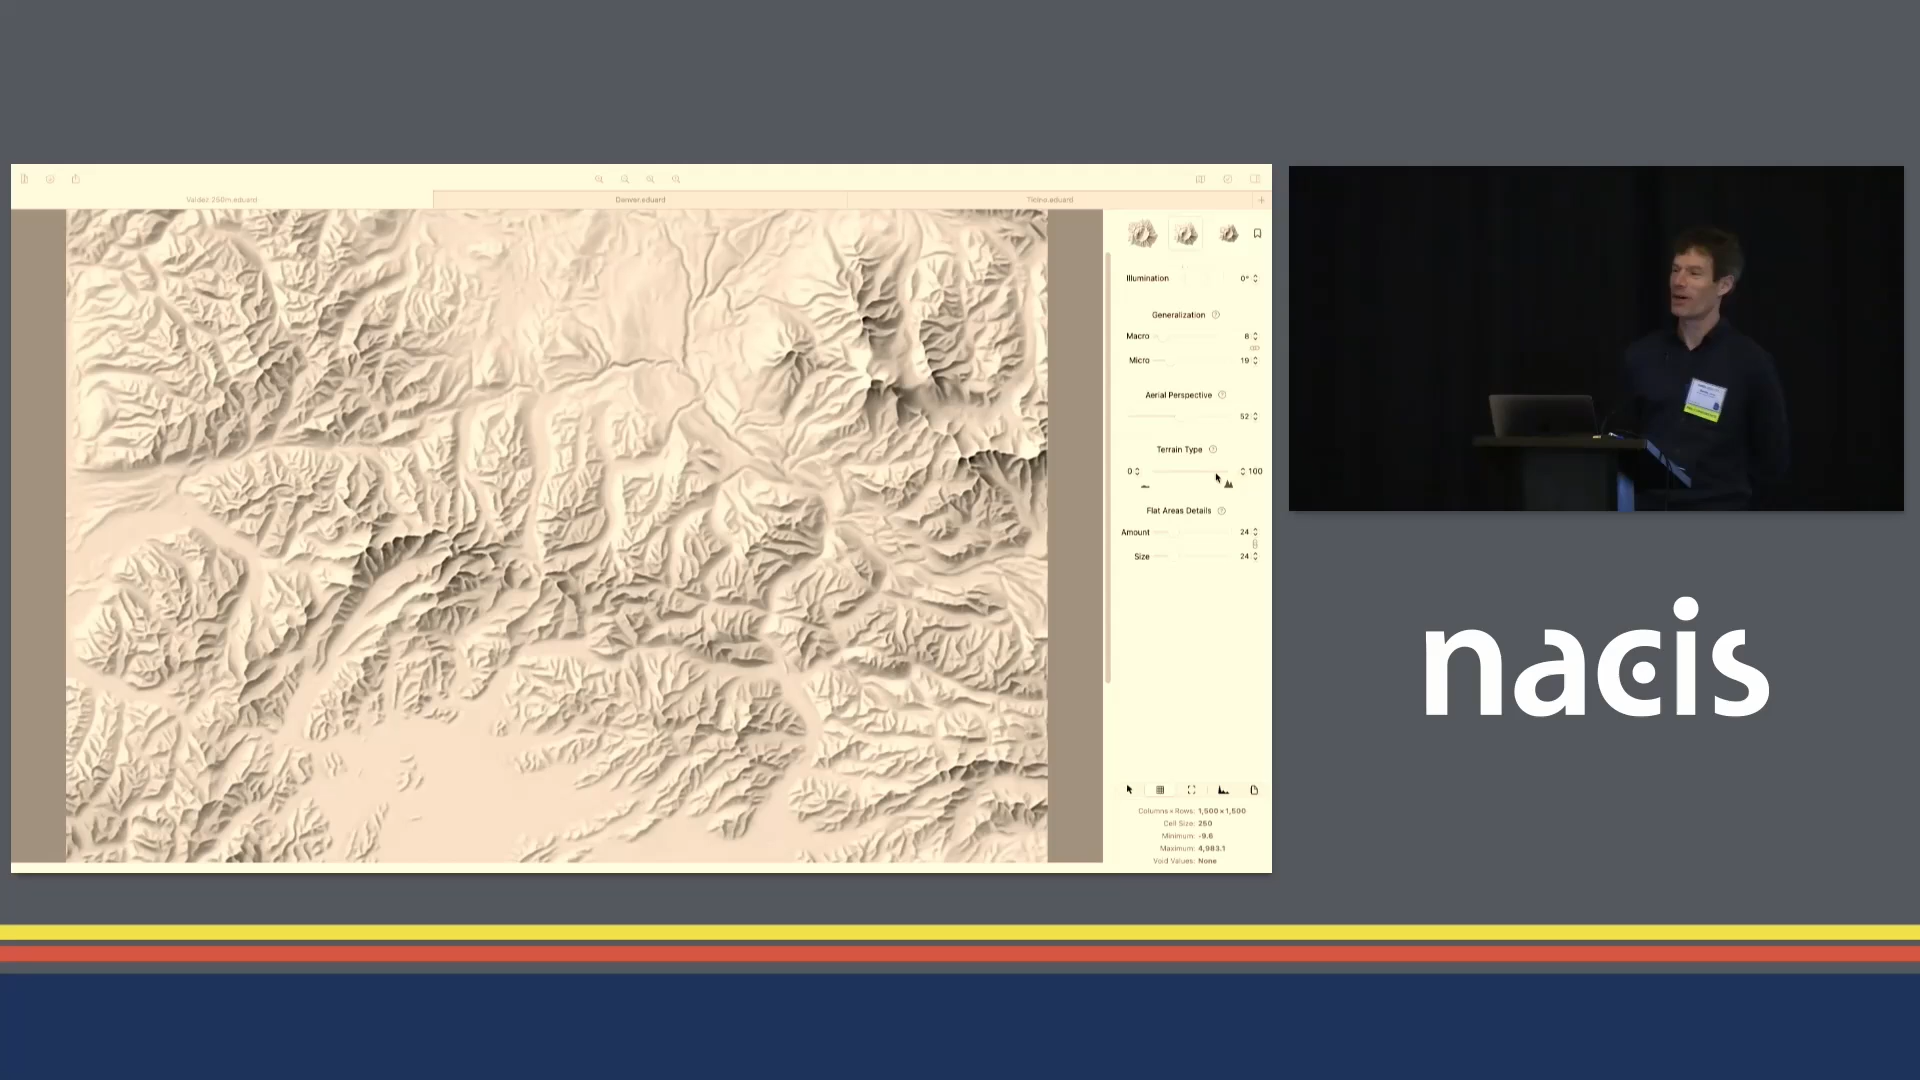 Valdez 250m.eduard
Denver.eduard
Ticino.eduard
Illumination 0°
Generalization
Macro 8
Micro 19
Aerial Perspective
52
Terrain Type
0 100
Flat Areas Details
Amount 24
Size 24
Columns × Rows: 1,500 × 1,500
Cell Size: 250
Minimum: -9.6
Maximum: 4,983.1
Void Values: None
nacis